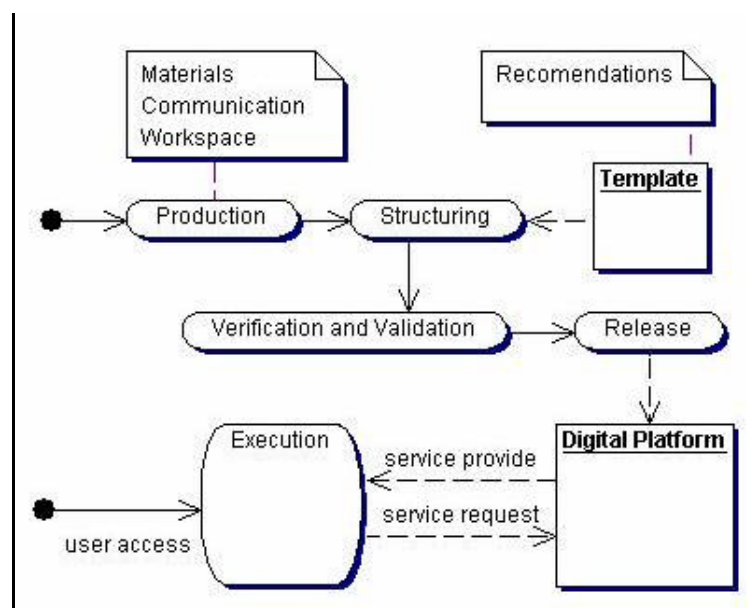 Materials
Communication
Workspace
Recomendations
Template
Production
Structuring
Verification and Validation
Release
Execution
Digital Platform
service provide
service request
user access